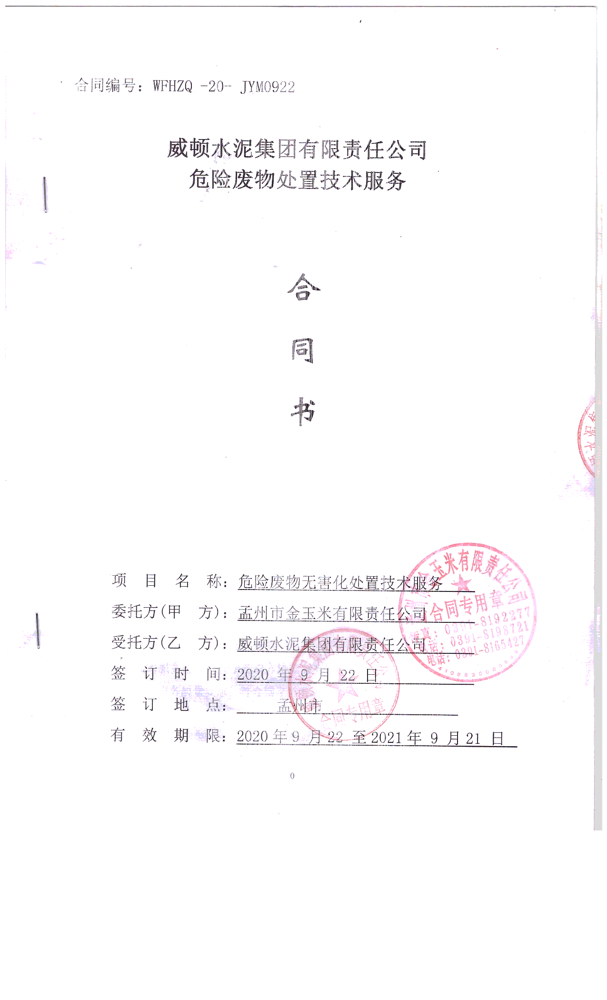 合同编号：WFHZQ -20- JYM0922
威顿水泥集团有限责任公司
危险废物处置技术服务
合
同
书
项 目 名 称：危险废物无害化处置技术服务
委托方(甲 方)：孟州市金玉米有限责任公司
受托方(乙 方)：威顿水泥集团有限责任公司
签 订 时 间：2020 年 9 月 22 日
签 订 地 点： 孟州市
有 效 期 限：2020 年 9 月 22 至 2021 年 9 月 21 日
金玉米有限责任公司
合同专用章
传真：0391-8192277
电话：0391-8198721
电话：0391-8165427
合同专用章
0